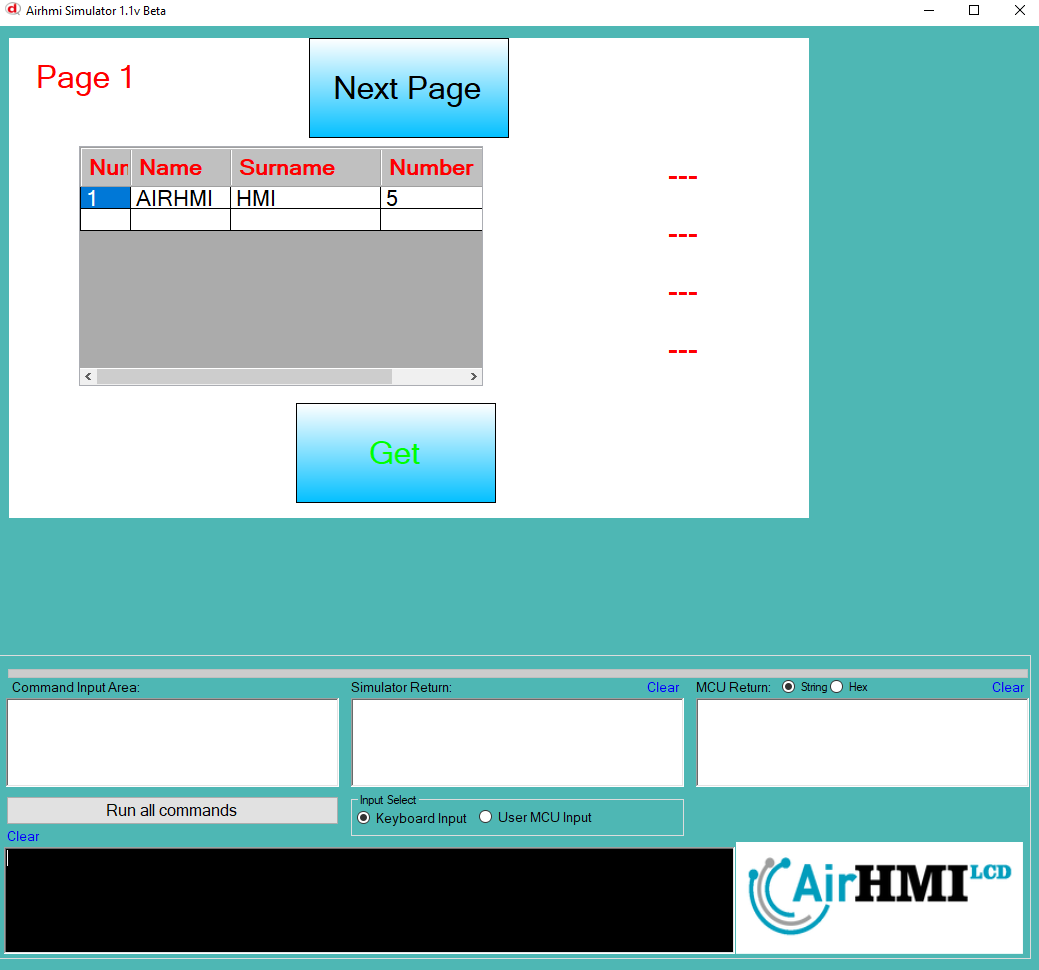 Airhmi Simulator 1.1v Beta
Page 1
Next Page
Nur Name Surname Number
1 AIRHMI HMI 5
---
---
---
---
Get
Command Input Area:
Simulator Return: Clear
MCU Return: String Hex Clear
Run all commands
Input Select
Keyboard Input User MCU Input
Clear
AirHMI LCD